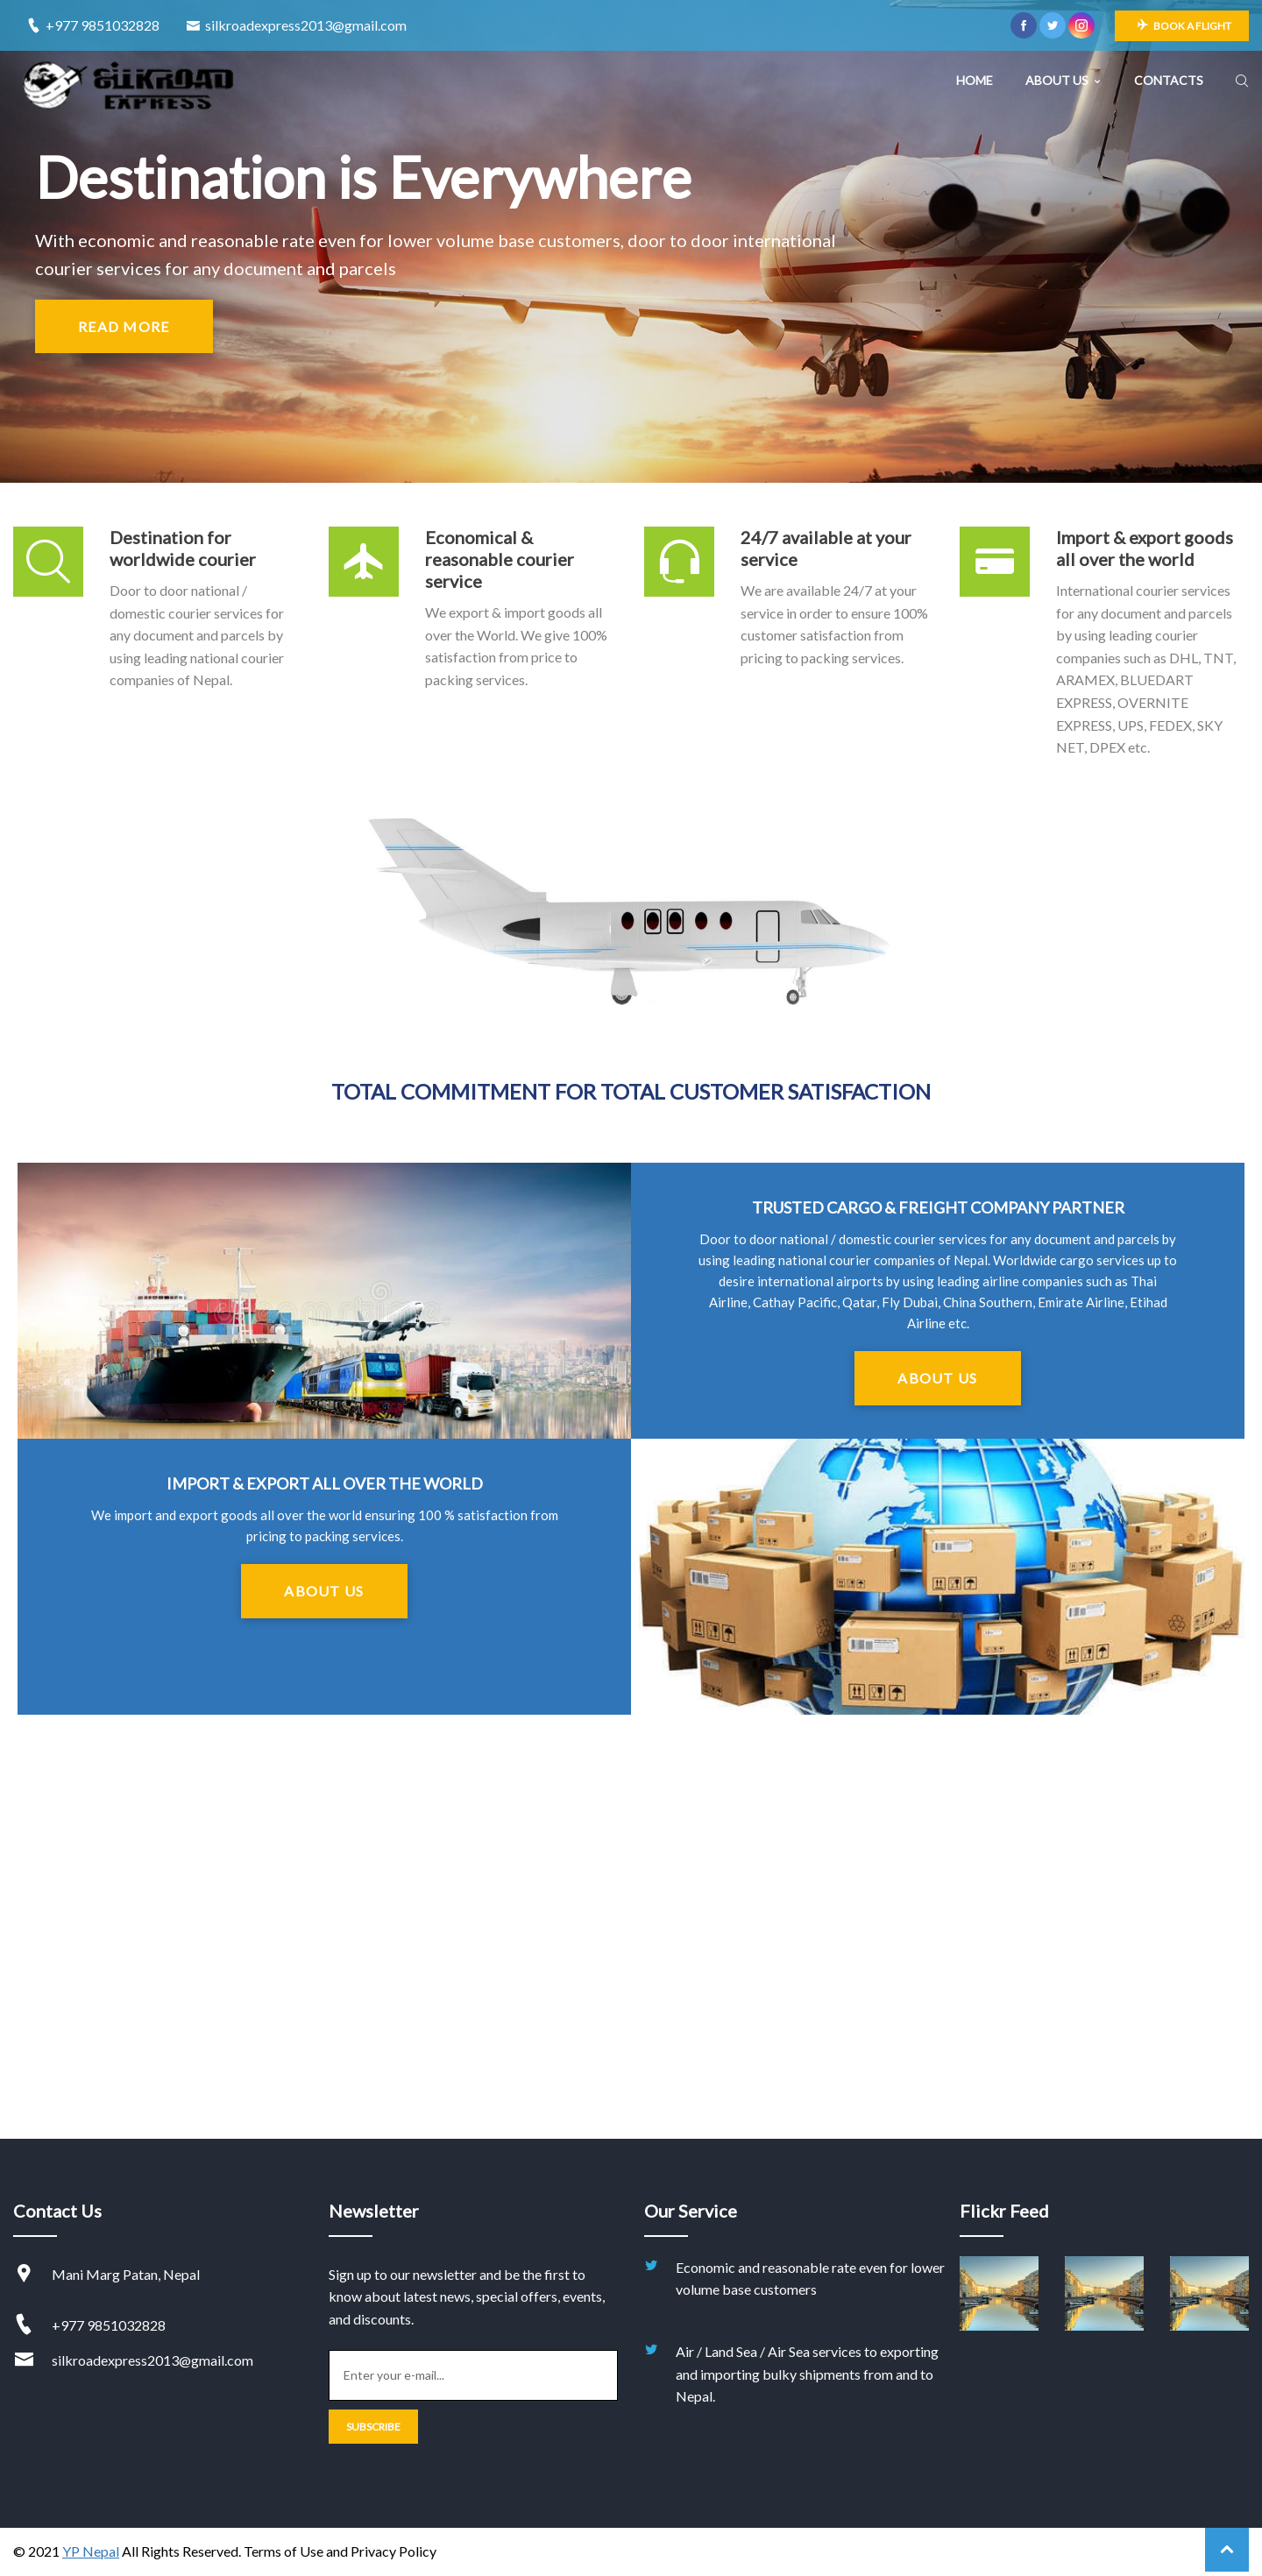 +977 9851032828
silkroadexpress2013@gmail.com
BOOK A FLIGHT
SILKROAD
EXPRESS
HOME
ABOUT US
CONTACTS
Destination is Everywhere
With economic and reasonable rate even for lower volume base customers, door to door international
courier services for any document and parcels
READ MORE
Destination for
worldwide courier
Door to door national /
domestic courier services for
any document and parcels by
using leading national courier
companies of Nepal.
Economical &
reasonable courier
service
We export & import goods all
over the World. We give 100%
satisfaction from price to
packing services.
24/7 available at your
service
We are available 24/7 at your
service in order to ensure 100%
customer satisfaction from
pricing to packing services.
Import & export goods
all over the world
International courier services
for any document and parcels
by using leading courier
companies such as DHL, TNT,
ARAMEX, BLUEDART
EXPRESS, OVERNITE
EXPRESS, UPS, FEDEX, SKY
NET, DPEX etc.
TOTAL COMMITMENT FOR TOTAL CUSTOMER SATISFACTION
TRUSTED CARGO & FREIGHT COMPANY PARTNER
Door to door national / domestic courier services for any document and parcels by
using leading national courier companies of Nepal. Worldwide cargo services up to
desire international airports by using leading airline companies such as Thai
Airline, Cathay Pacific, Qatar, Fly Dubai, China Southern, Emirate Airline, Etihad
Airline etc.
ABOUT US
IMPORT & EXPORT ALL OVER THE WORLD
We import and export goods all over the world ensuring 100 % satisfaction from
pricing to packing services.
ABOUT US
Contact Us
Mani Marg Patan, Nepal
+977 9851032828
silkroadexpress2013@gmail.com
Newsletter
Sign up to our newsletter and be the first to
know about latest news, special offers, events,
and discounts.
Enter your e-mail...
SUBSCRIBE
Our Service
Economic and reasonable rate even for lower
volume base customers
Air / Land Sea / Air Sea services to exporting
and importing bulky shipments from and to
Nepal.
Flickr Feed
© 2021 YP Nepal All Rights Reserved. Terms of Use and Privacy Policy